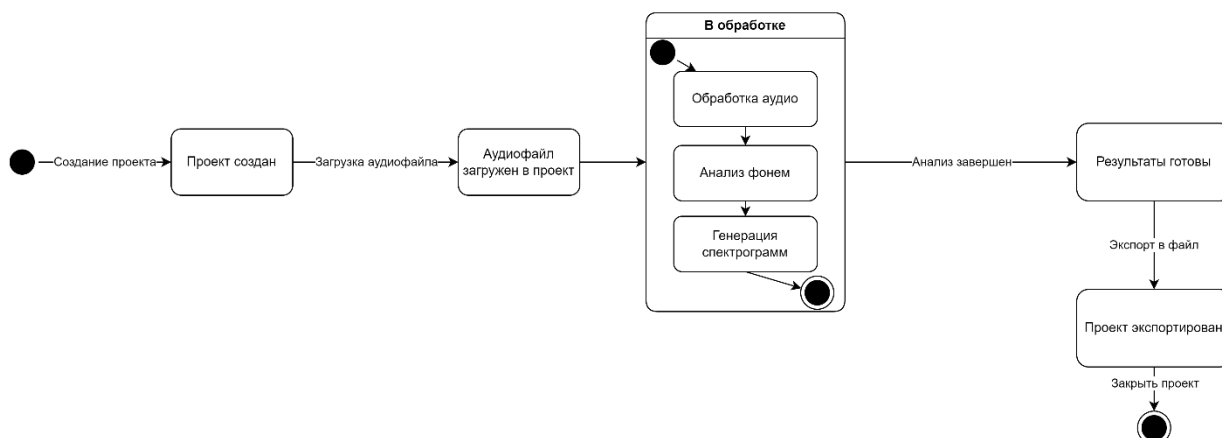 В обработке
Обработка аудио
Создание проекта
Проект создан
Загрузка аудиофайла
Аудиофайл
загружен в проект
Анализ фонем
Генерация
спектрограмм
Анализ завершен
Результаты готовы
Экспорт в файл
Проект экспортирован
Закрыть проект